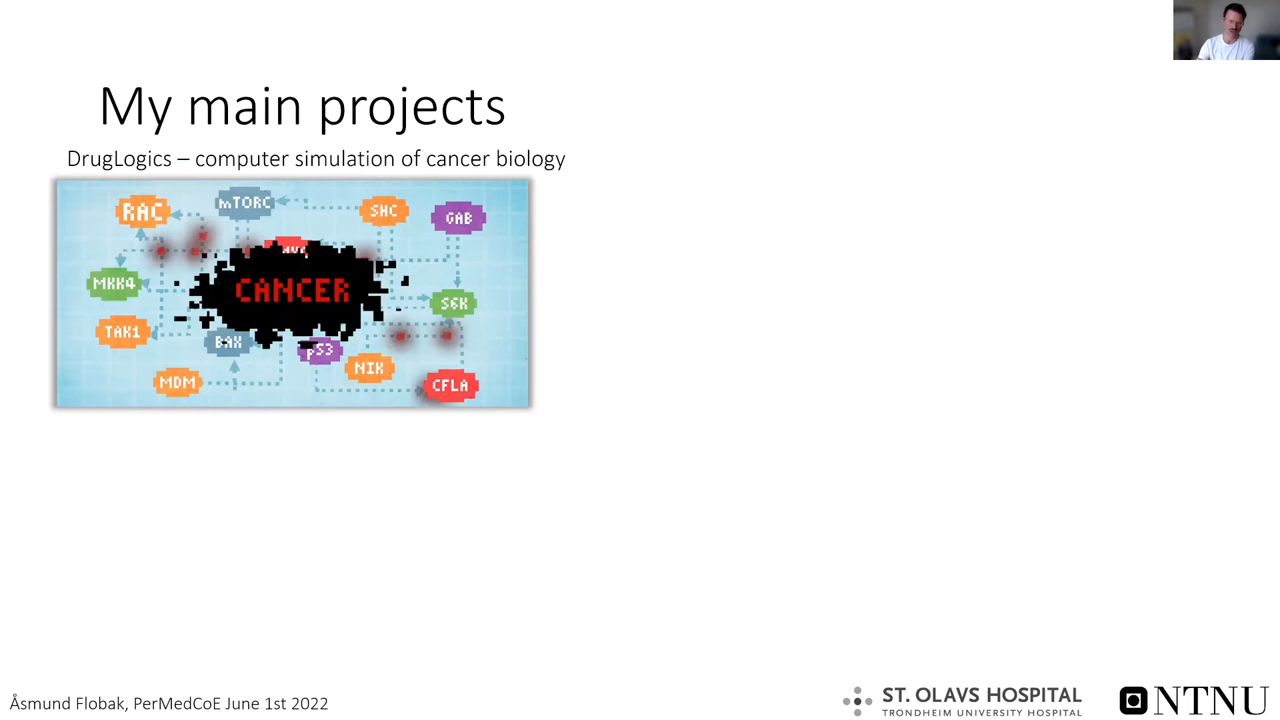 My main projects
DrugLogics – computer simulation of cancer biology
RAC
mTORC
SHC
GAB
CANCER
MKK4
S6K
TAK1
BAX
p53
NIK
MDM
CFLA
Åsmund Flobak, PerMedCoE June 1st 2022
ST. OLAVS HOSPITAL
TRONDHEIM UNIVERSITY HOSPITAL
NTNU